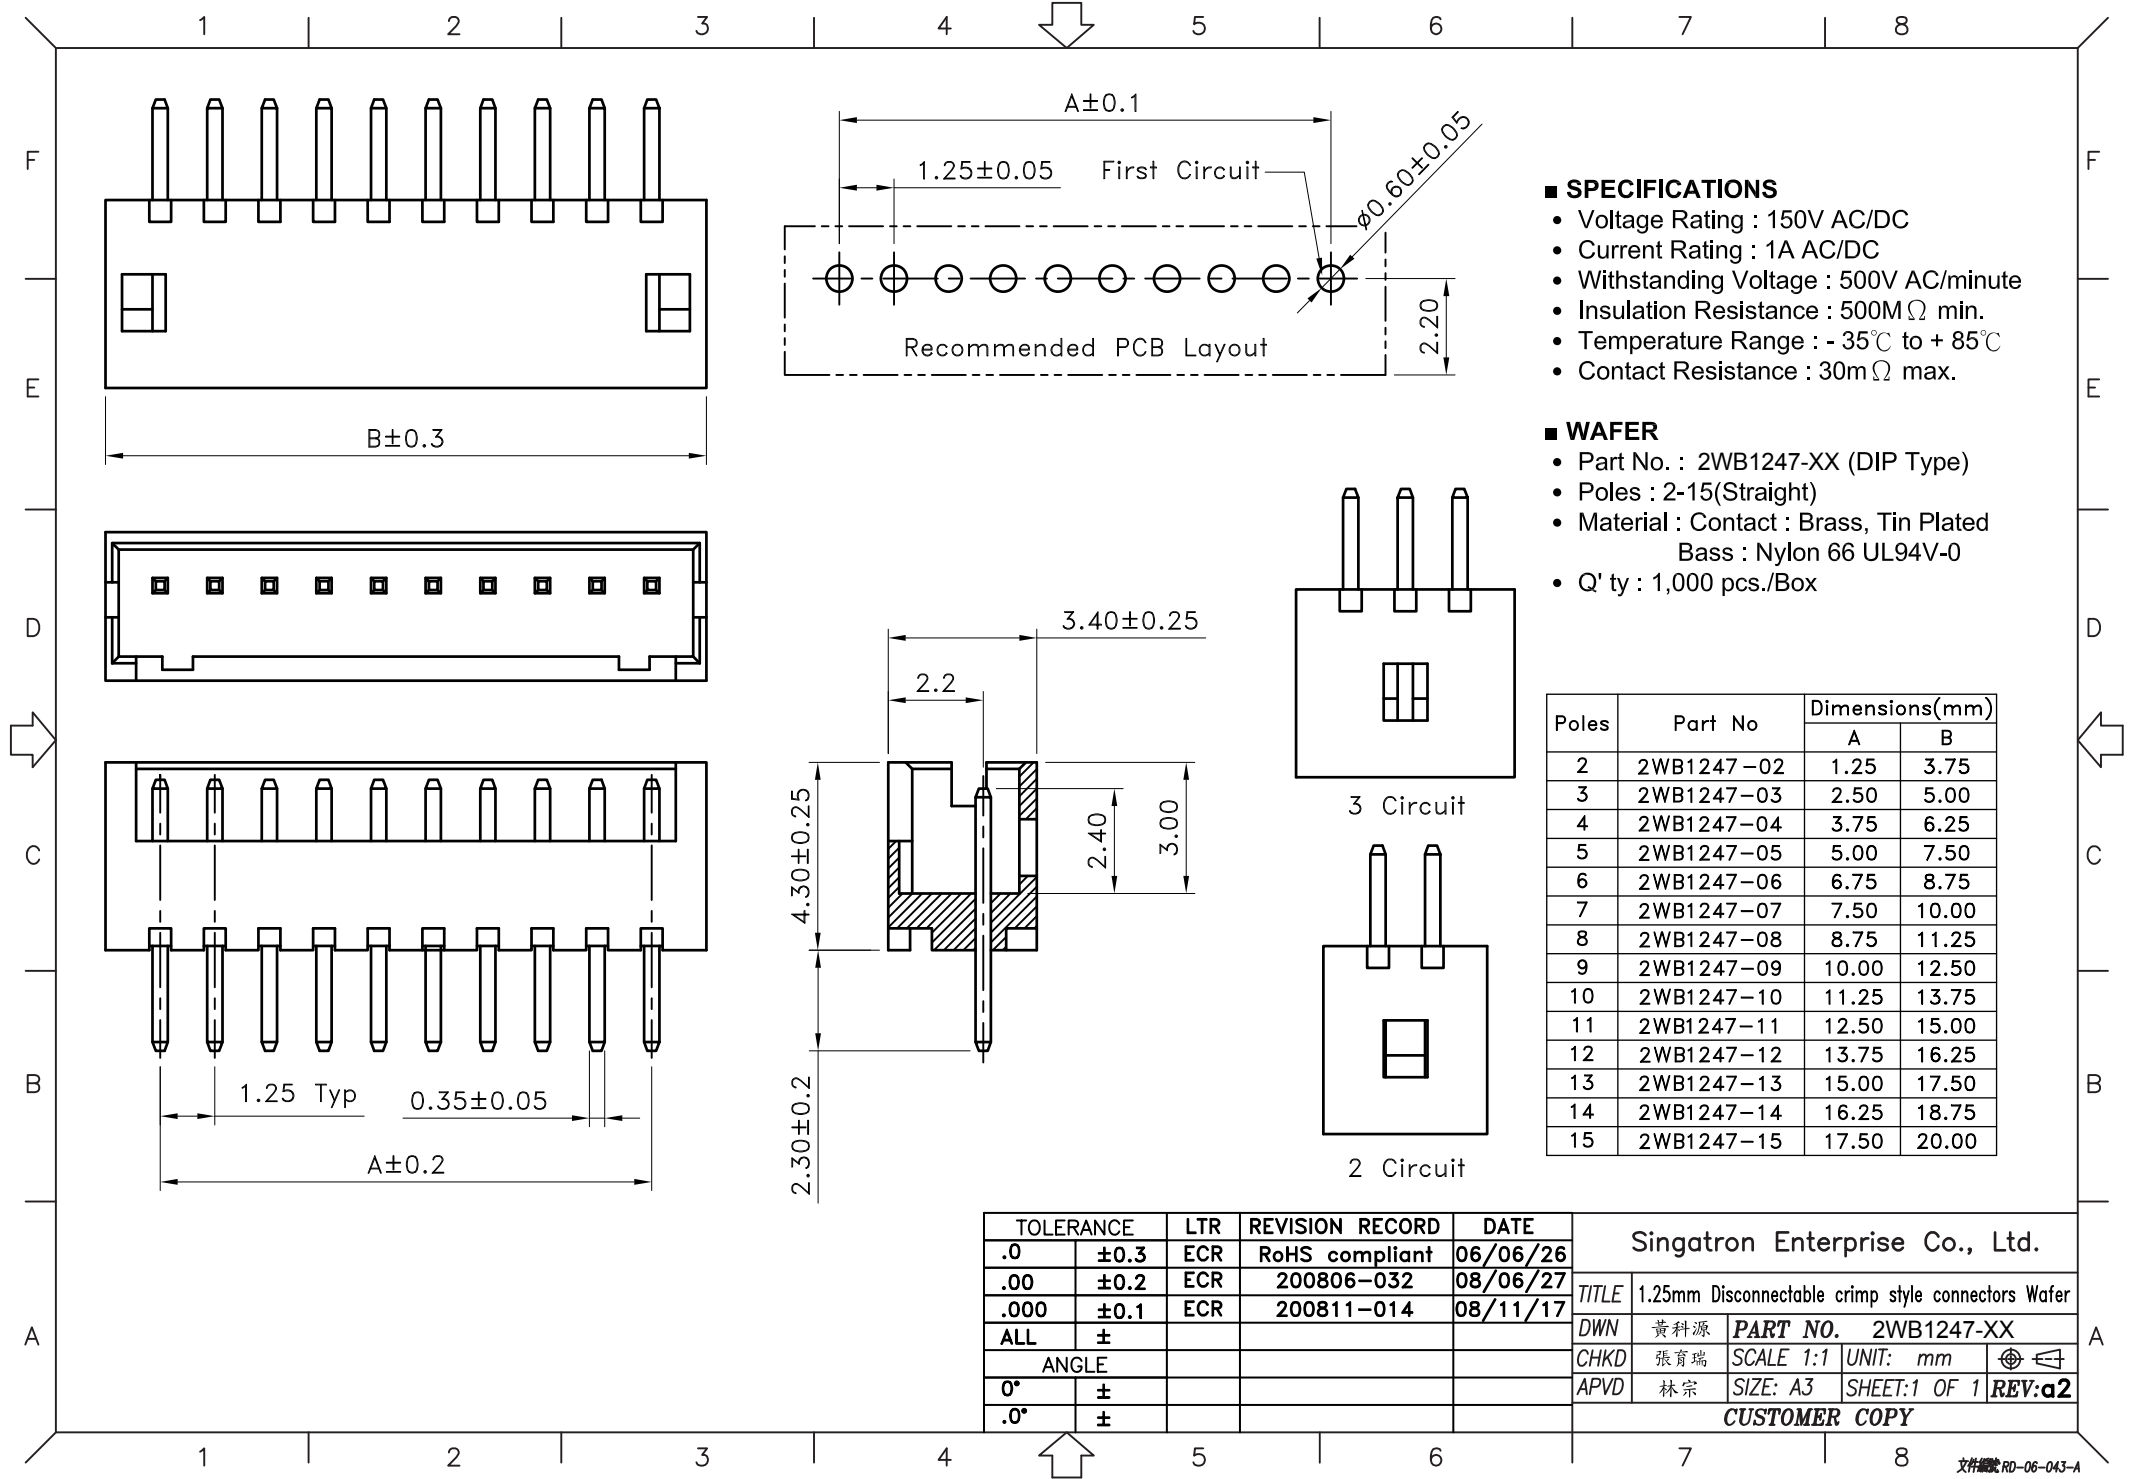 1 2 3 4 5 6 7 8
F
E
D
C
B
A
F
E
D
C
B
A
B±0.3
A±0.1
1.25±0.05
First Circuit
ø0.60±0.05
Recommended PCB Layout
2.20
■ SPECIFICATIONS
• Voltage Rating : 150V AC/DC
• Current Rating : 1A AC/DC
• Withstanding Voltage : 500V AC/minute
• Insulation Resistance : 500MΩ min.
• Temperature Range : - 35℃ to + 85℃
• Contact Resistance : 30mΩ max.
■ WAFER
• Part No. : 2WB1247-XX (DIP Type)
• Poles : 2-15(Straight)
• Material : Contact : Brass, Tin Plated
Bass : Nylon 66 UL94V-0
• Q' ty : 1,000 pcs./Box
3.40±0.25
2.2
4.30±0.25
2.40
3.00
2.30±0.2
3 Circuit
2 Circuit
1.25 Typ
0.35±0.05
A±0.2
Poles Part No Dimensions(mm)
A B
2 2WB1247-02 1.25 3.75
3 2WB1247-03 2.50 5.00
4 2WB1247-04 3.75 6.25
5 2WB1247-05 5.00 7.50
6 2WB1247-06 6.75 8.75
7 2WB1247-07 7.50 10.00
8 2WB1247-08 8.75 11.25
9 2WB1247-09 10.00 12.50
10 2WB1247-10 11.25 13.75
11 2WB1247-11 12.50 15.00
12 2WB1247-12 13.75 16.25
13 2WB1247-13 15.00 17.50
14 2WB1247-14 16.25 18.75
15 2WB1247-15 17.50 20.00
TOLERANCE LTR REVISION RECORD DATE
.0 ±0.3 ECR RoHS compliant 06/06/26
.00 ±0.2 ECR 200806-032 08/06/27
.000 ±0.1 ECR 200811-014 08/11/17
ALL ±
ANGLE
0° ±
.0° ±
Singatron Enterprise Co., Ltd.
TITLE 1.25mm Disconnectable crimp style connectors Wafer
DWN 黃科源 PART NO. 2WB1247-XX
CHKD 張育瑞 SCALE 1:1 UNIT: mm
APVD 林宗 SIZE: A3 SHEET:1 OF 1 REV:a2
CUSTOMER COPY
1 2 3 4 5 6 7 8
文件編號 RD-06-043-A